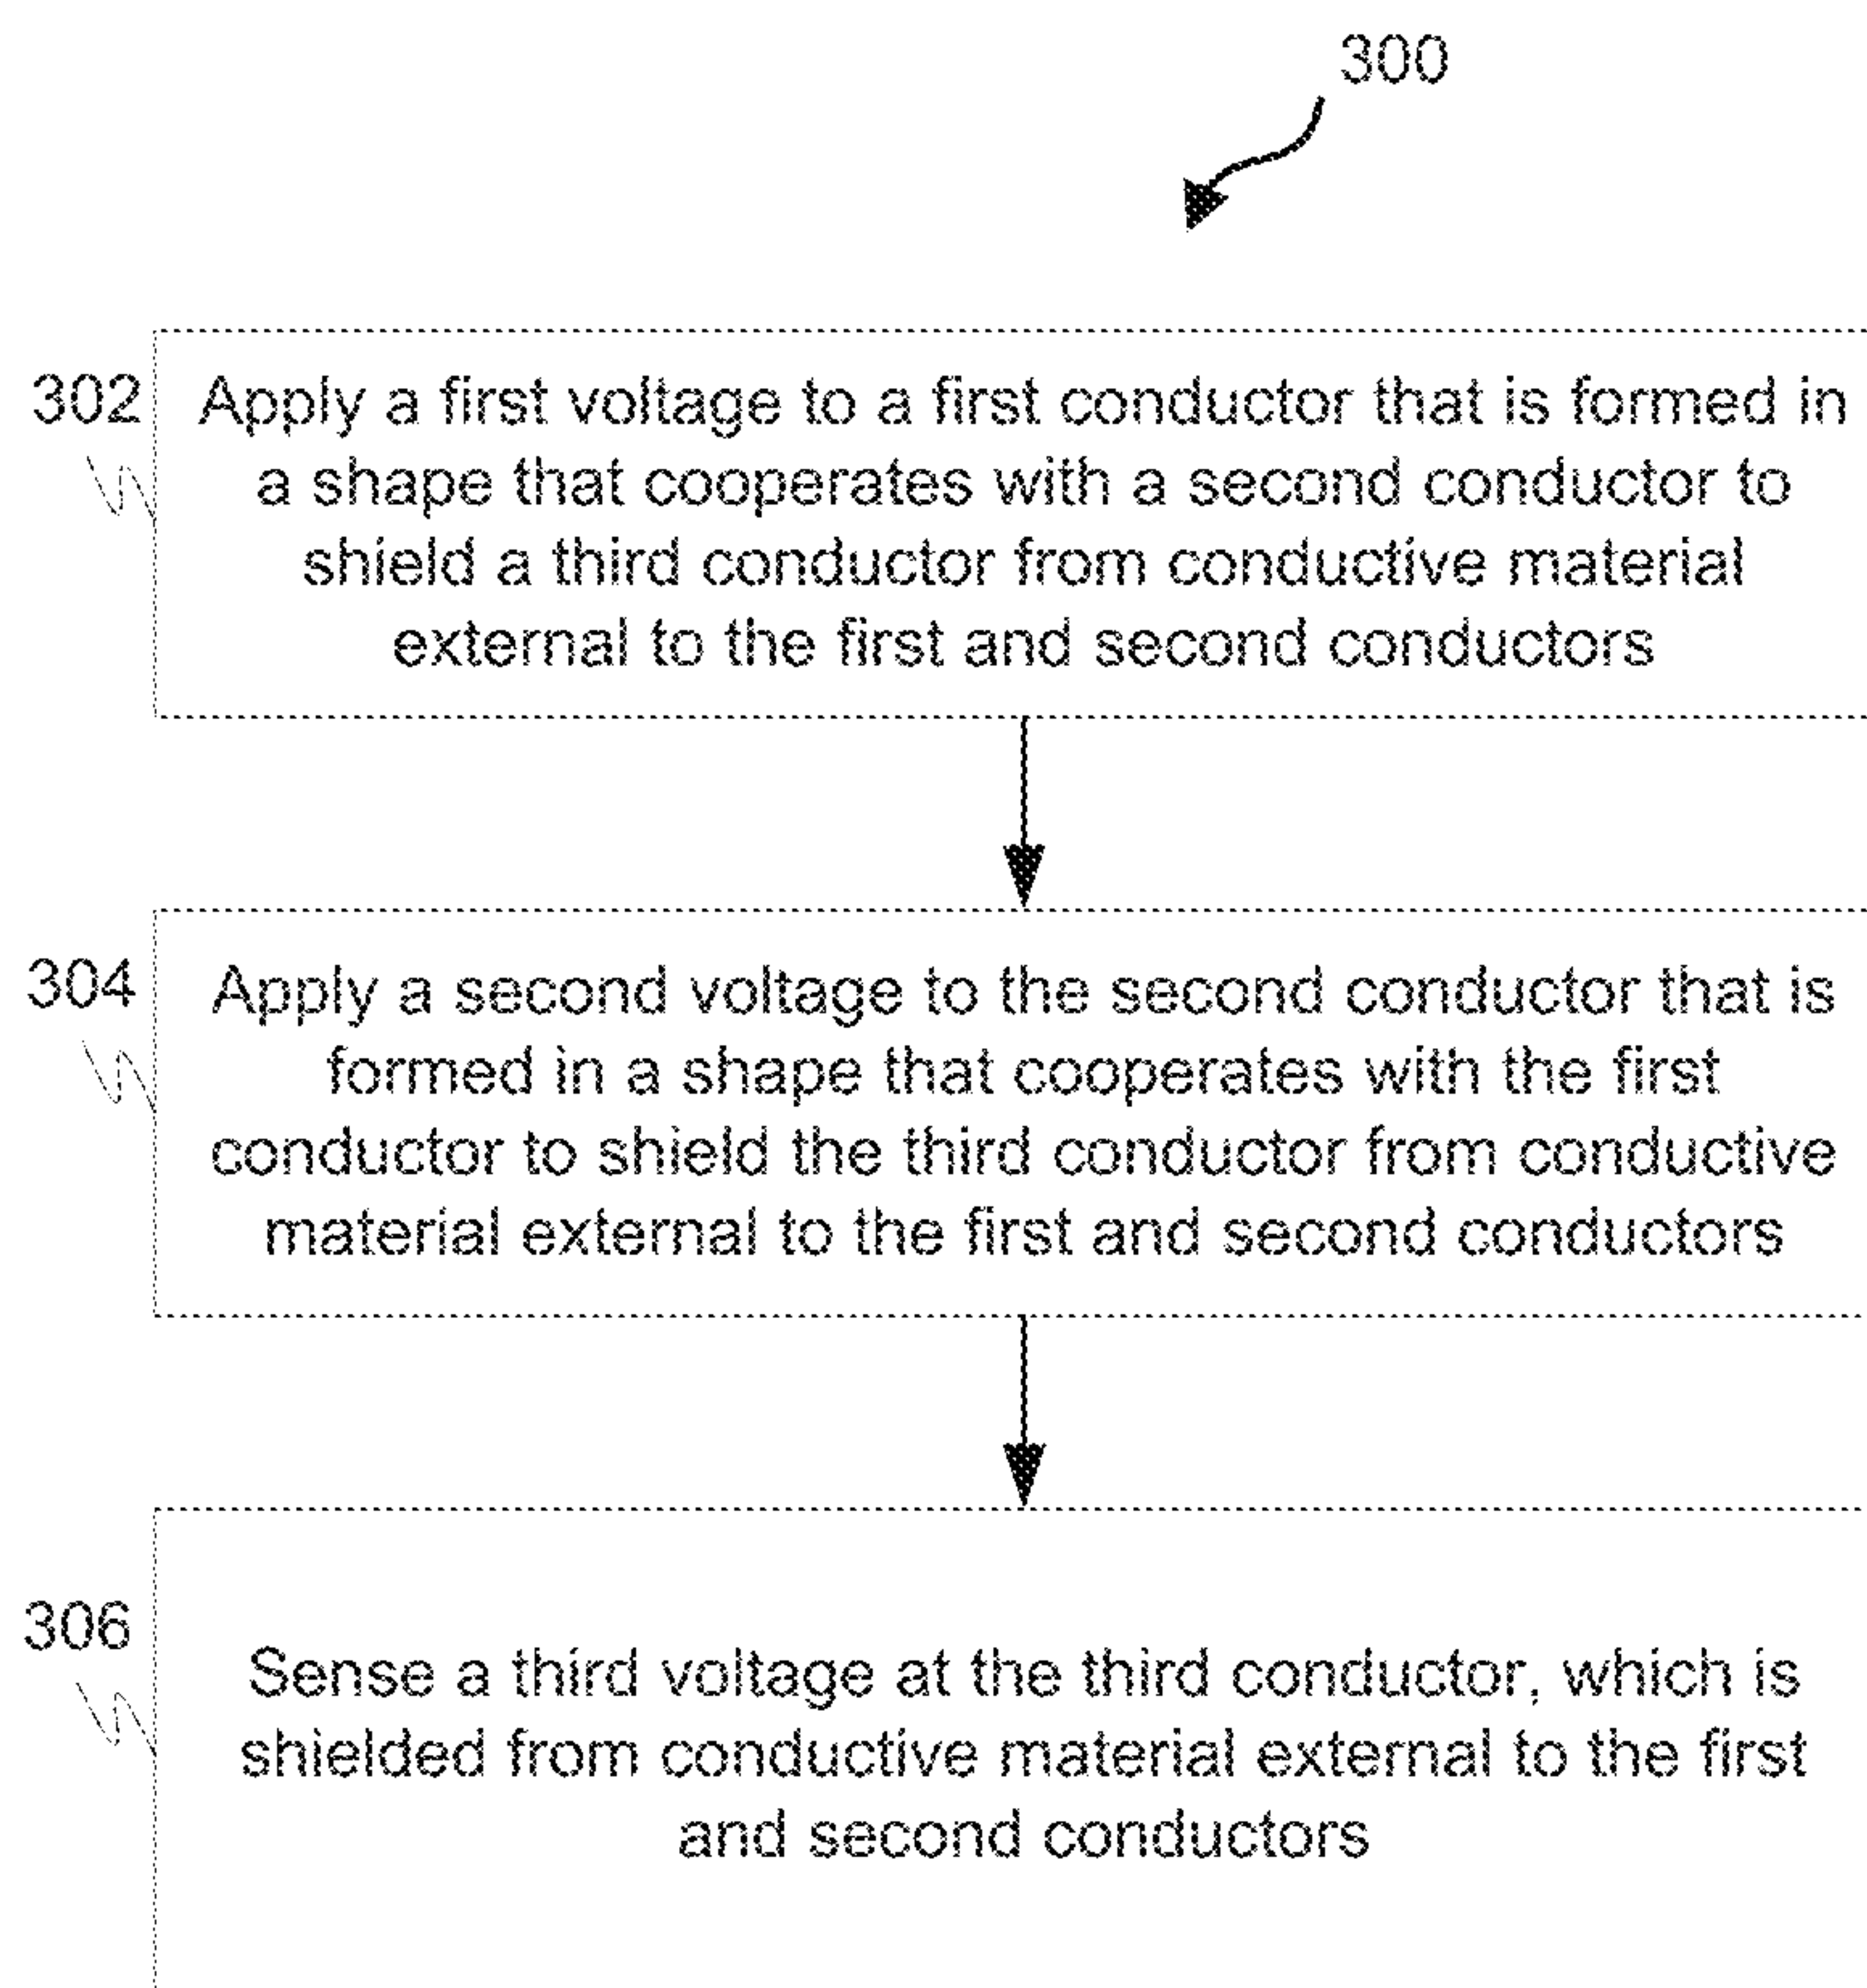 300
302
Apply a first voltage to a first conductor that is formed in
a shape that cooperates with a second conductor to
shield a third conductor from conductive material
external to the first and second conductors
304
Apply a second voltage to the second conductor that is
formed in a shape that cooperates with the first
conductor to shield the third conductor from conductive
material external to the first and second conductors
306
Sense a third voltage at the third conductor, which is
shielded from conductive material external to the first
and second conductors